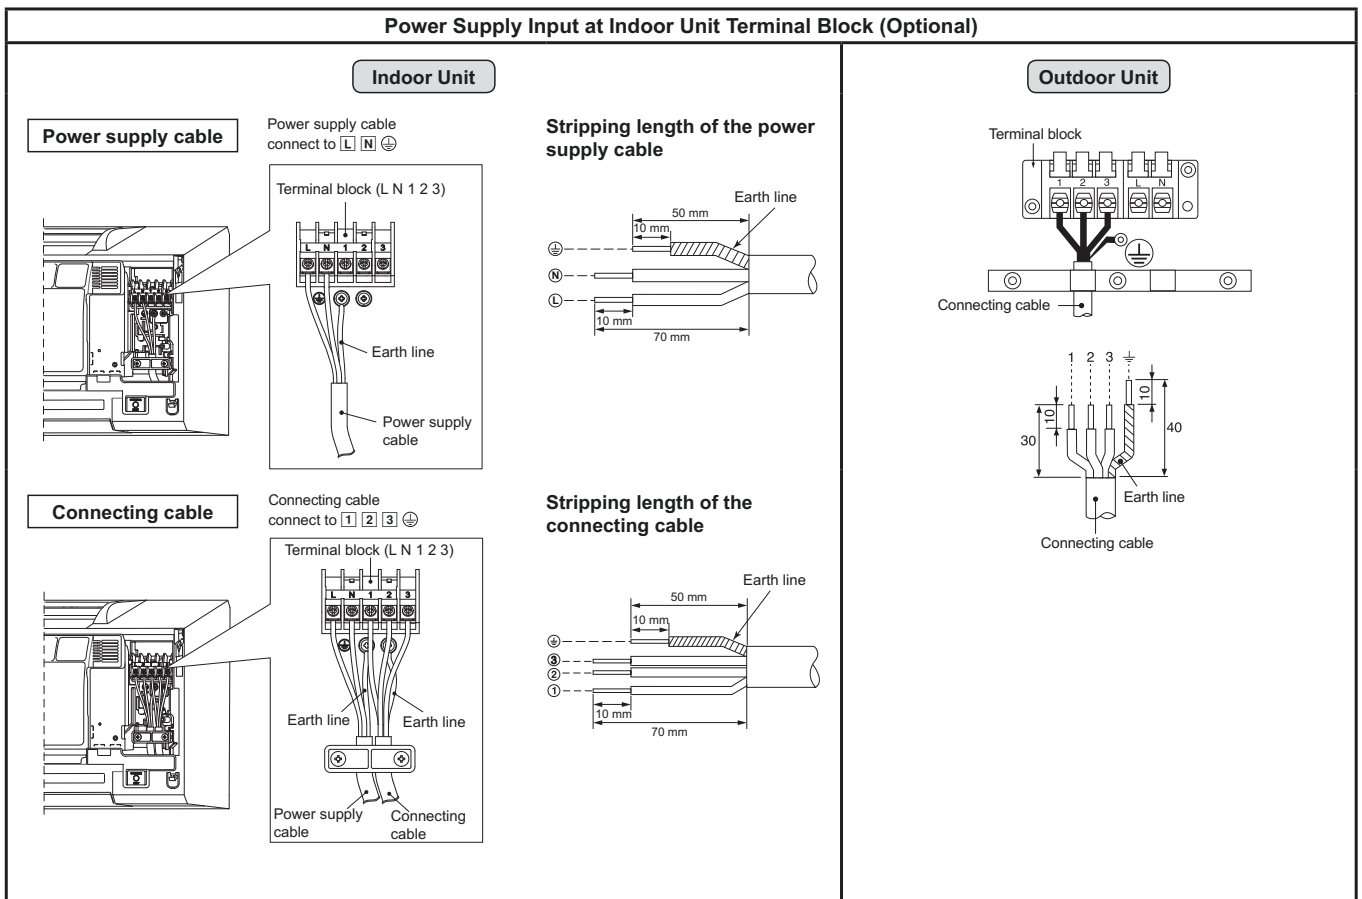 Power Supply Input at Indoor Unit Terminal Block (Optional)
Indoor Unit
Power supply cable
Power supply cable
connect to L N ⏚
Terminal block (L N 1 2 3)
L N 1 2 3
Earth line
Power supply
cable
Stripping length of the power
supply cable
Earth line
50 mm
10 mm
N
L
10 mm
70 mm
Connecting cable
Connecting cable
connect to 1 2 3 ⏚
Terminal block (L N 1 2 3)
L N 1 2 3
Earth line
Earth line
Power supply
cable
Connecting
cable
Stripping length of the
connecting cable
Earth line
50 mm
10 mm
3
2
1
10 mm
70 mm
Outdoor Unit
Terminal block
1 2 3 L N
Connecting cable
1 2 3 ⏚
10
10
30
40
Earth line
Connecting cable